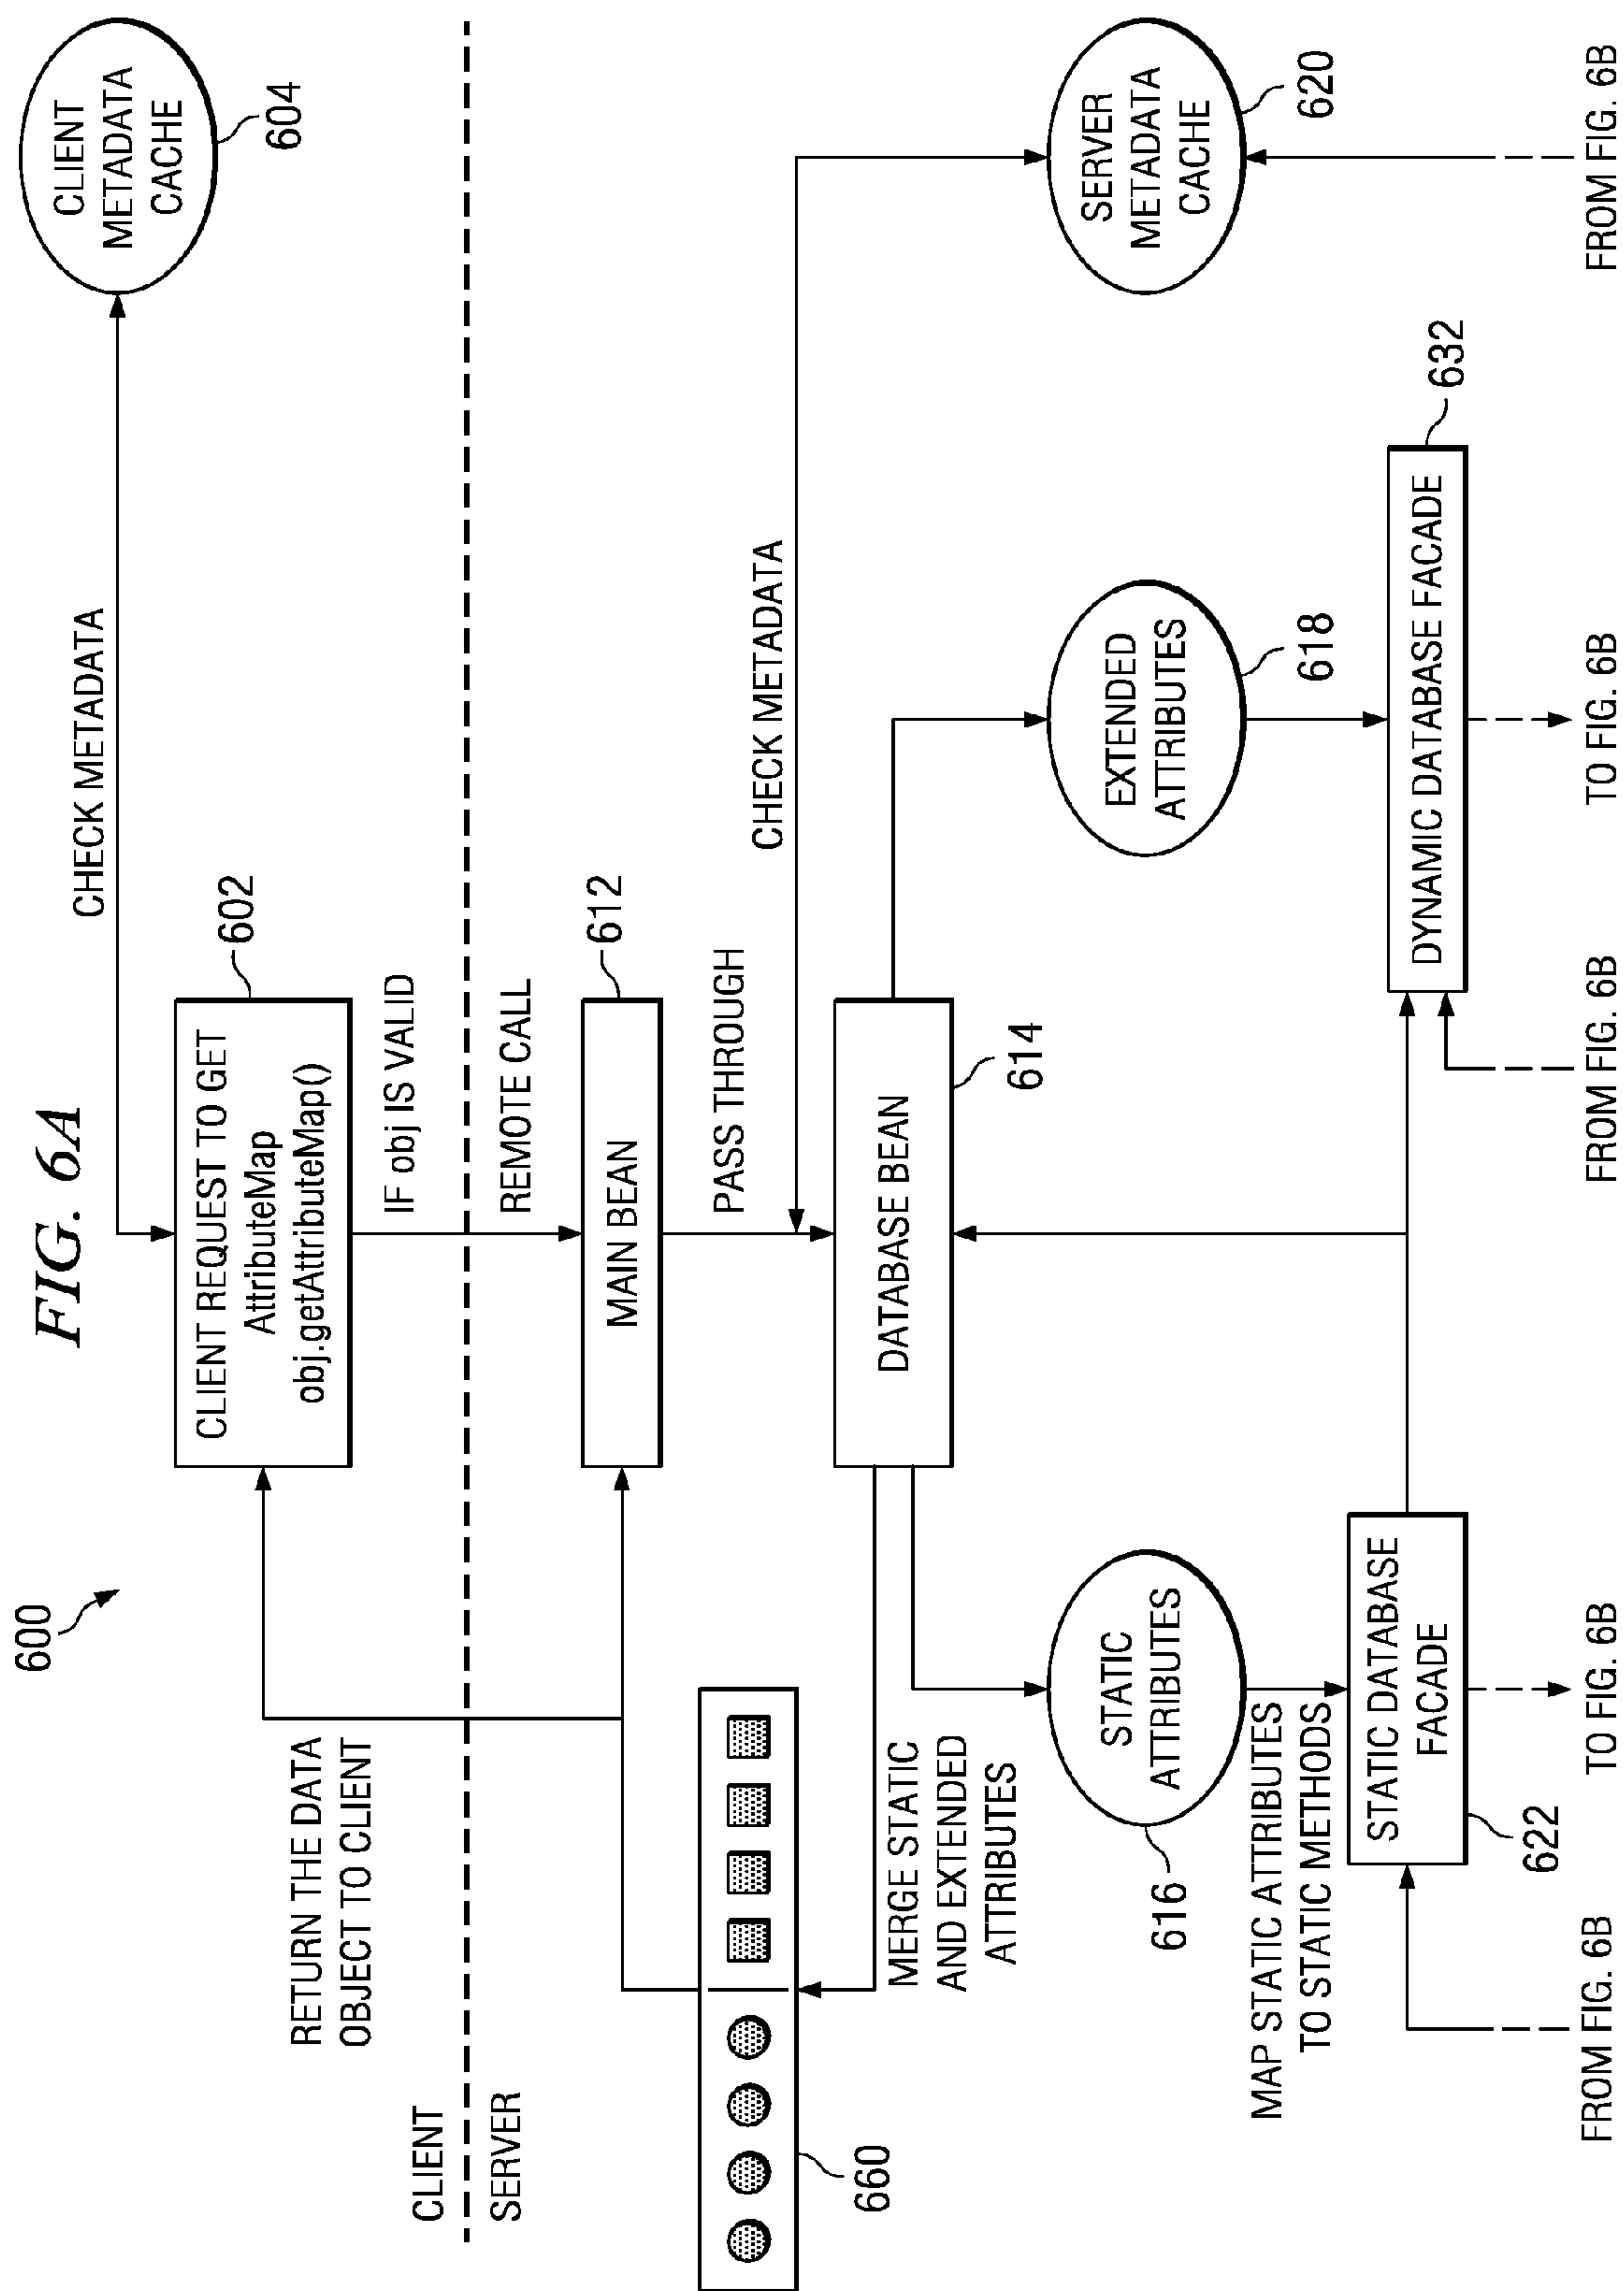 FIG. 6A
600
CHECK METADATA
CLIENT
METADATA
CACHE
604
CLIENT REQUEST TO GET
AttributeMap
obj.getAttributeMap()
602
RETURN THE DATA
OBJECT TO CLIENT
IF obj IS VALID
CLIENT
SERVER
REMOTE CALL
MAIN BEAN
612
PASS THROUGH
CHECK METADATA
660
DATABASE BEAN
614
MERGE STATIC
AND EXTENDED
ATTRIBUTES
STATIC
ATTRIBUTES
616
EXTENDED
ATTRIBUTES
618
SERVER
METADATA
CACHE
620
MAP STATIC ATTRIBUTES
TO STATIC METHODS
STATIC DATABASE
FACADE
622
DYNAMIC DATABASE FACADE
632
FROM FIG. 6B
TO FIG. 6B
FROM FIG. 6B
TO FIG. 6B
FROM FIG. 6B